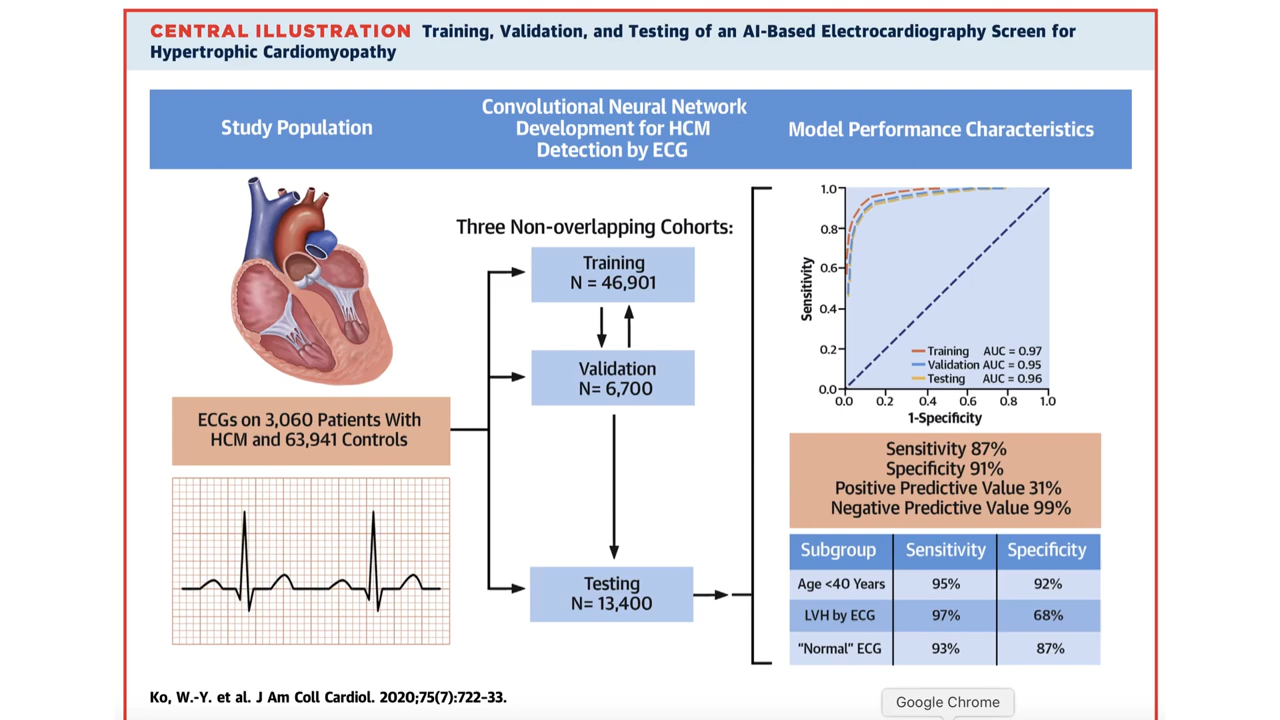 CENTRAL ILLUSTRATION Training, Validation, and Testing of an AI-Based Electrocardiography Screen for
Hypertrophic Cardiomyopathy
Study Population
Convolutional Neural Network
Development for HCM
Detection by ECG
Model Performance Characteristics
Three Non-overlapping Cohorts:
Training
N = 46,901
Validation
N= 6,700
Testing
N= 13,400
ECGs on 3,060 Patients With
HCM and 63,941 Controls
Sensitivity
1.0
0.8
0.6
0.4
0.2
0.0
Training AUC = 0.97
Validation AUC = 0.95
Testing AUC = 0.96
0.0 0.2 0.4 0.6 0.8 1.0
1-Specificity
Sensitivity 87%
Specificity 91%
Positive Predictive Value 31%
Negative Predictive Value 99%
Subgroup Sensitivity Specificity
Age <40 Years 95% 92%
LVH by ECG 97% 68%
"Normal" ECG 93% 87%
Ko, W.-Y. et al. J Am Coll Cardiol. 2020;75(7):722–33.
Google Chrome